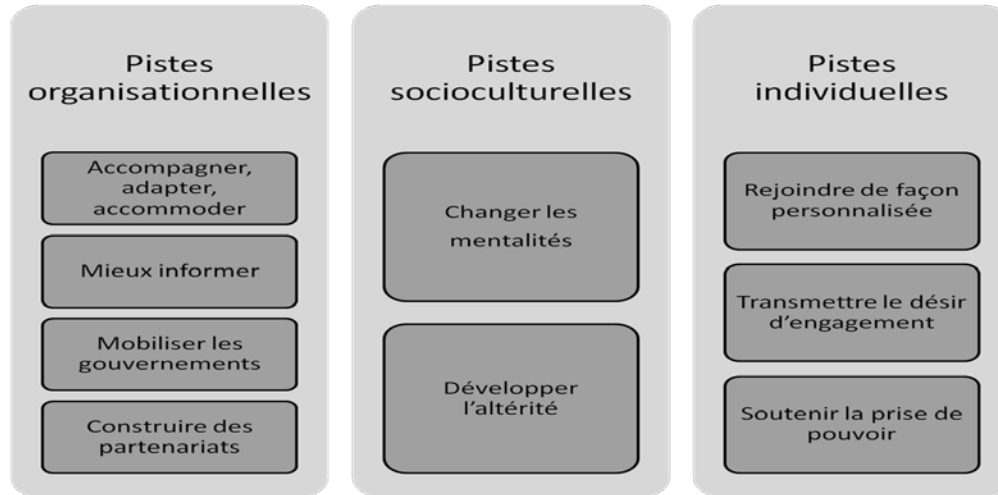 Pistes
organisationnelles
Accompagner,
adapter,
accommoder
Mieux informer
Mobiliser les
gouvernements
Construire des
partenariats
Pistes
socioculturelles
Changer les
mentalités
Développer
l'altérité
Pistes
individuelles
Rejoindre de façon
personnalisée
Transmettre le désir
d'engagement
Soutenir la prise de
pouvoir